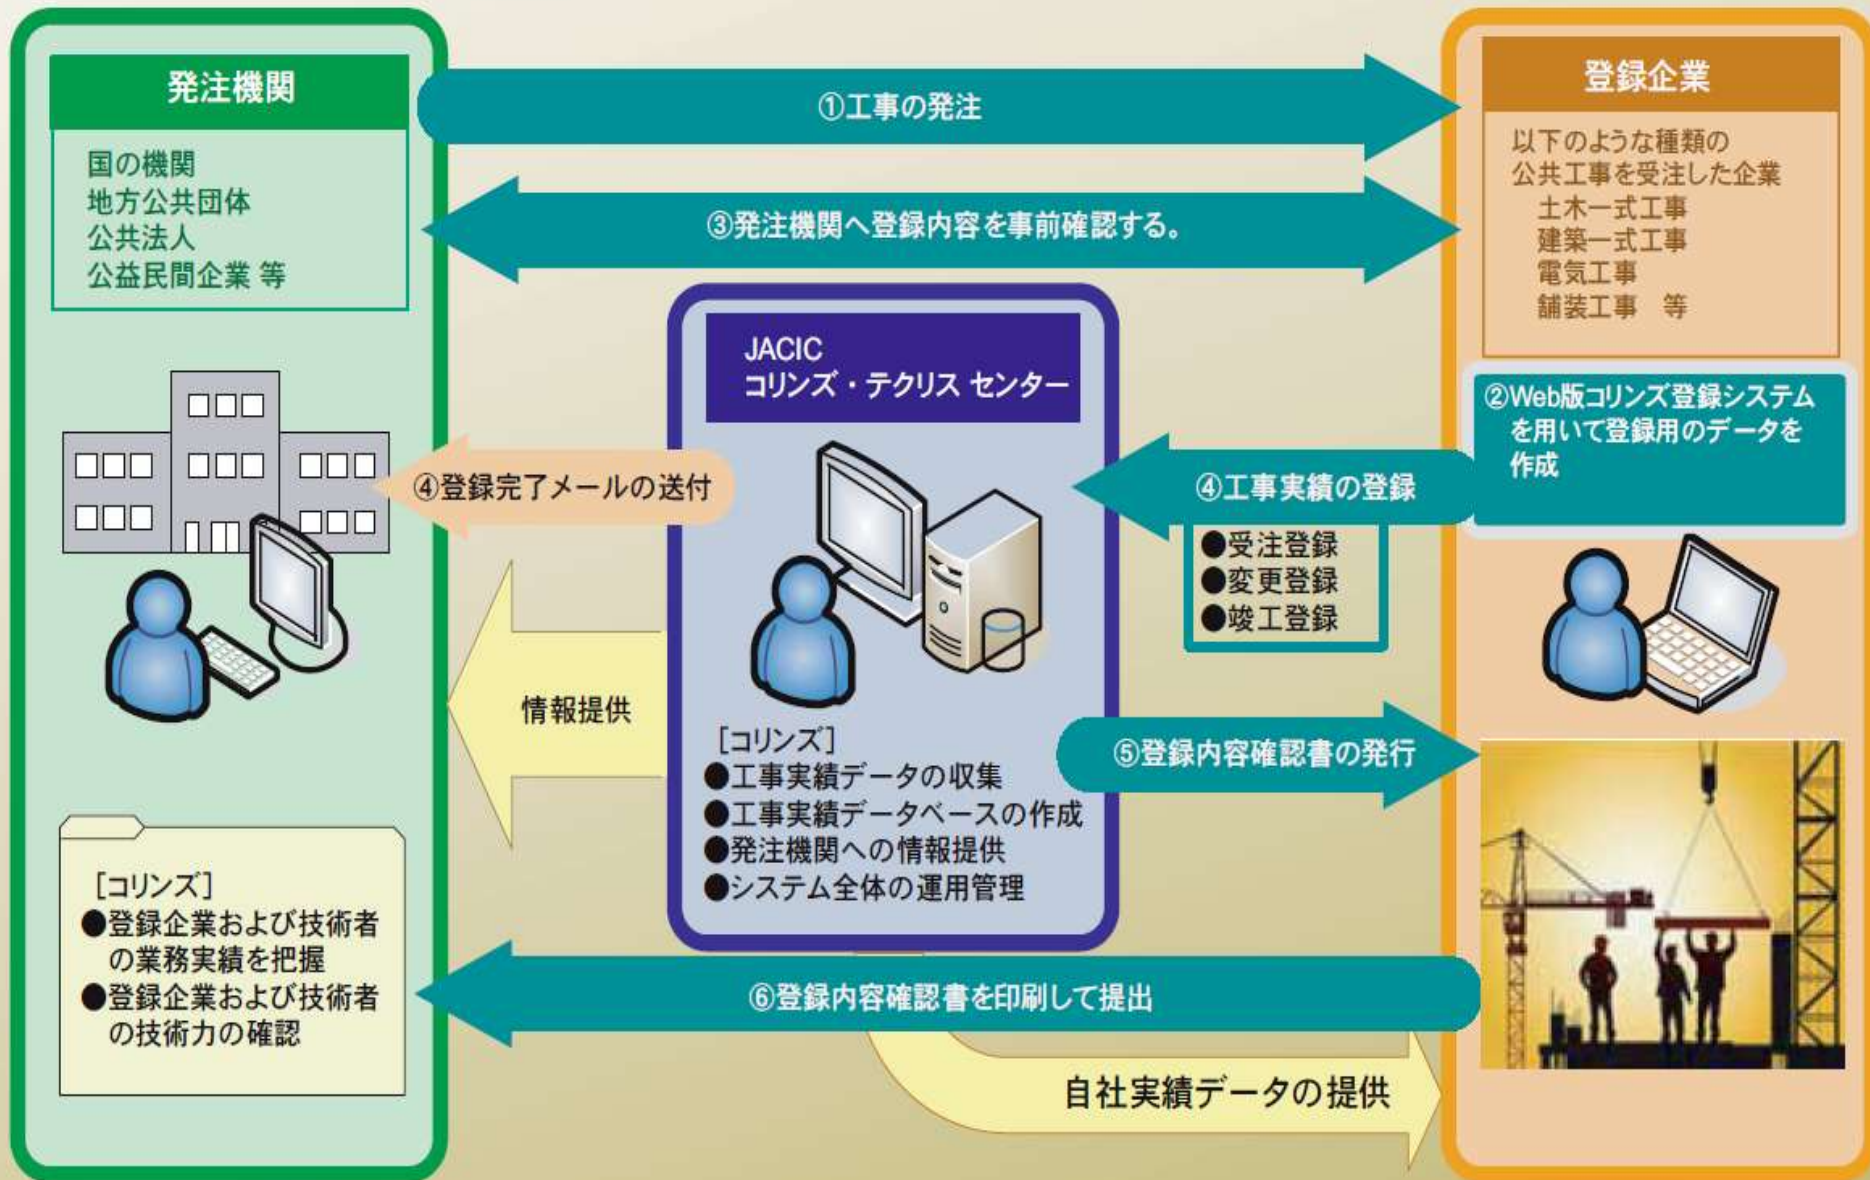 発注機関
国の機関
地方公共団体
公共法人
公益民間企業 等
①工事の発注
③発注機関へ登録内容を事前確認する。
登録企業
以下のような種類の
公共工事を受注した企業
土木一式工事
建築一式工事
電気工事
舗装工事　等
②Web版コリンズ登録システム
を用いて登録用のデータを
作成
JACIC
コリンズ・テクリス センター
④登録完了メールの送付
④工事実績の登録
●受注登録
●変更登録
●竣工登録
情報提供
［コリンズ］
●工事実績データの収集
●工事実績データベースの作成
●発注機関への情報提供
●システム全体の運用管理
⑤登録内容確認書の発行
［コリンズ］
●登録企業および技術者
の業務実績を把握
●登録企業および技術者
の技術力の確認
⑥登録内容確認書を印刷して提出
自社実績データの提供